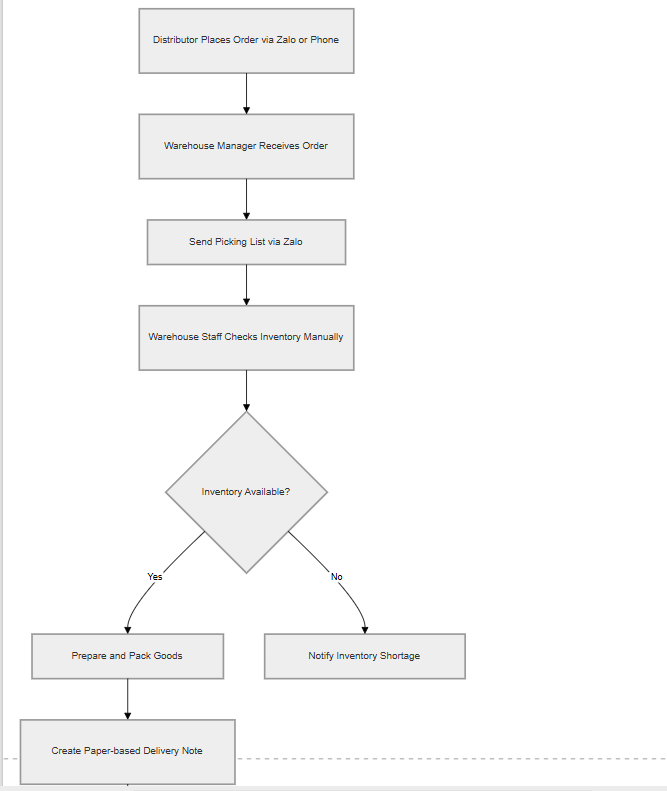 Distributor Places Order via Zalo or Phone
Warehouse Manager Receives Order
Send Picking List via Zalo
Warehouse Staff Checks Inventory Manually
Inventory Available?
Yes
No
Prepare and Pack Goods
Notify Inventory Shortage
Create Paper-based Delivery Note